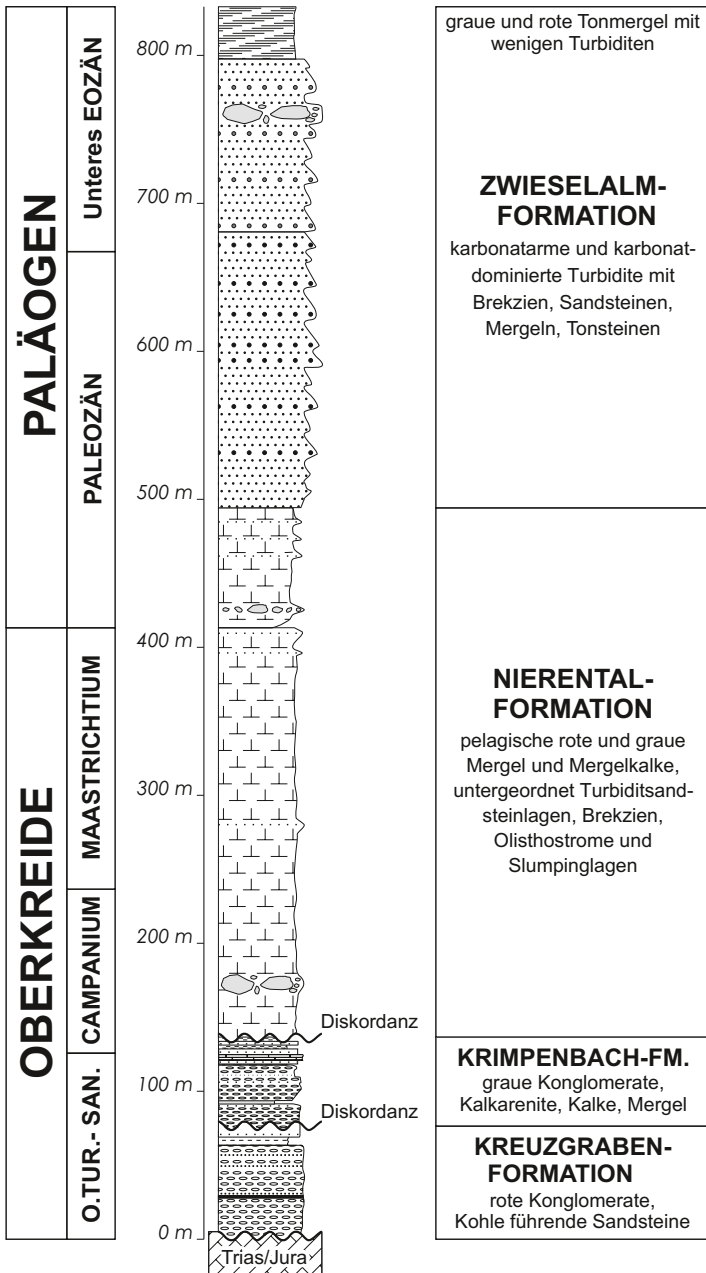 PALÄOGEN
OBERKREIDE
Unteres EOZÄN
PALEOZÄN
MAASTRICHTIUM
CAMPANIUM
O.TUR.- SAN.
800 m
700 m
600 m
500 m
400 m
300 m
200 m
100 m
0 m
Diskordanz
Diskordanz
Trias/Jura
graue und rote Tonmergel mit
wenigen Turbiditen
ZWIESELALM-
FORMATION
karbonatarme und karbonat-
dominierte Turbidite mit
Brekzien, Sandsteinen,
Mergeln, Tonsteinen
NIERENTAL-
FORMATION
pelagische rote und graue
Mergel und Mergelkalke,
untergeordnet Turbiditsand-
steinlagen, Brekzien,
Olisthostrome und
Slumpinglagen
KRIMPENBACH-FM.
graue Konglomerate,
Kalkarenite, Kalke, Mergel
KREUZGRABEN-
FORMATION
rote Konglomerate,
Kohle führende Sandsteine